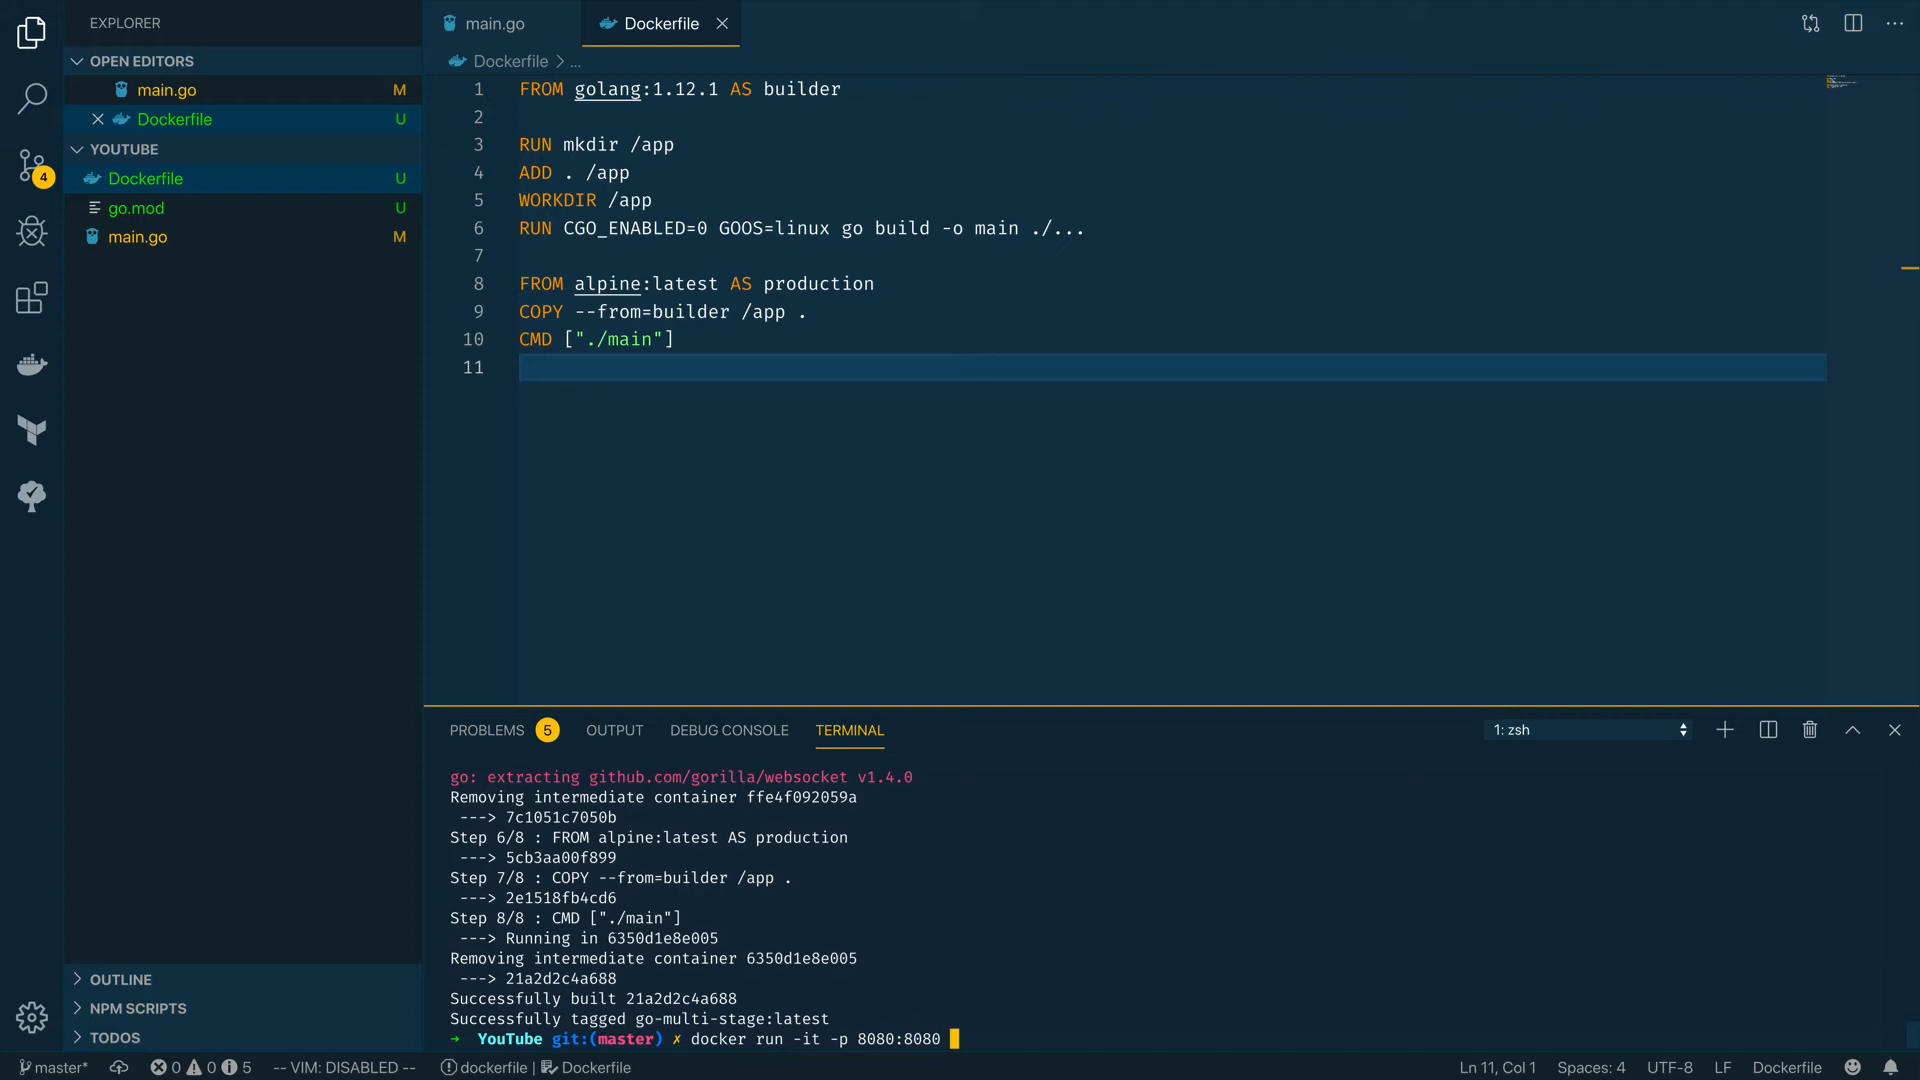 EXPLORER
OPEN EDITORS
main.go M
Dockerfile U
YOUTUBE
Dockerfile U
go.mod U
main.go M
4
OUTLINE
NPM SCRIPTS
TODOS
main.go Dockerfile
Dockerfile > ...
1 FROM golang:1.12.1 AS builder
2
3 RUN mkdir /app
4 ADD . /app
5 WORKDIR /app
6 RUN CGO_ENABLED=0 GOOS=linux go build -o main ./...
7
8 FROM alpine:latest AS production
9 COPY --from=builder /app .
10 CMD ["./main"]
11
PROBLEMS 5 OUTPUT DEBUG CONSOLE TERMINAL 1: zsh
go: extracting github.com/gorilla/websocket v1.4.0
Removing intermediate container ffe4f092059a
---> 7c1051c7050b
Step 6/8 : FROM alpine:latest AS production
---> 5cb3aa00f899
Step 7/8 : COPY --from=builder /app .
---> 2e1518fb4cd6
Step 8/8 : CMD ["./main"]
---> Running in 6350d1e8e005
Removing intermediate container 6350d1e8e005
---> 21a2d2c4a688
Successfully built 21a2d2c4a688
Successfully tagged go-multi-stage:latest
→ YouTube git:(master) ✗ docker run -it -p 8080:8080
master* 0 0 5 -- VIM: DISABLED -- dockerfile | Dockerfile Ln 11, Col 1 Spaces: 4 UTF-8 LF Dockerfile